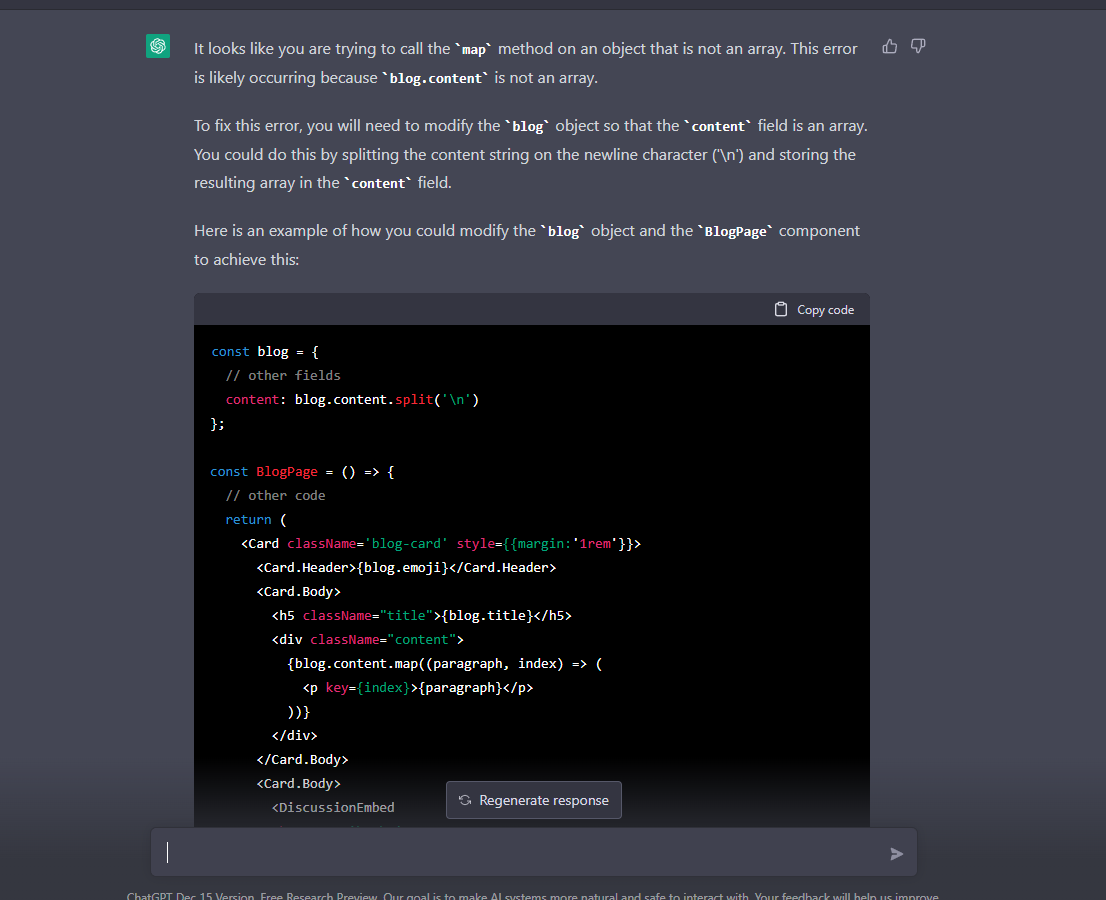 It looks like you are trying to call the `map` method on an object that is not an array. This error
is likely occurring because `blog.content` is not an array.
To fix this error, you will need to modify the `blog` object so that the `content` field is an array.
You could do this by splitting the content string on the newline character ('\n') and storing the
resulting array in the `content` field.
Here is an example of how you could modify the `blog` object and the `BlogPage` component
to achieve this:
Copy code
const blog = {
  // other fields
  content: blog.content.split('\n')
};
const BlogPage = () => {
  // other code
  return (
    <Card className='blog-card' style={{margin:'1rem'}}>
      <Card.Header>{blog.emoji}</Card.Header>
      <Card.Body>
        <h5 className="title">{blog.title}</h5>
        <div className="content">
          {blog.content.map((paragraph, index) => (
            <p key={index}>{paragraph}</p>
          ))}
        </div>
      </Card.Body>
      <Card.Body>
        <DiscussionEmbed
Regenerate response
ChatGPT Dec 15 Version. Free Research Preview. Our goal is to make AI systems more natural and safe to interact with. Your feedback will help us improve.